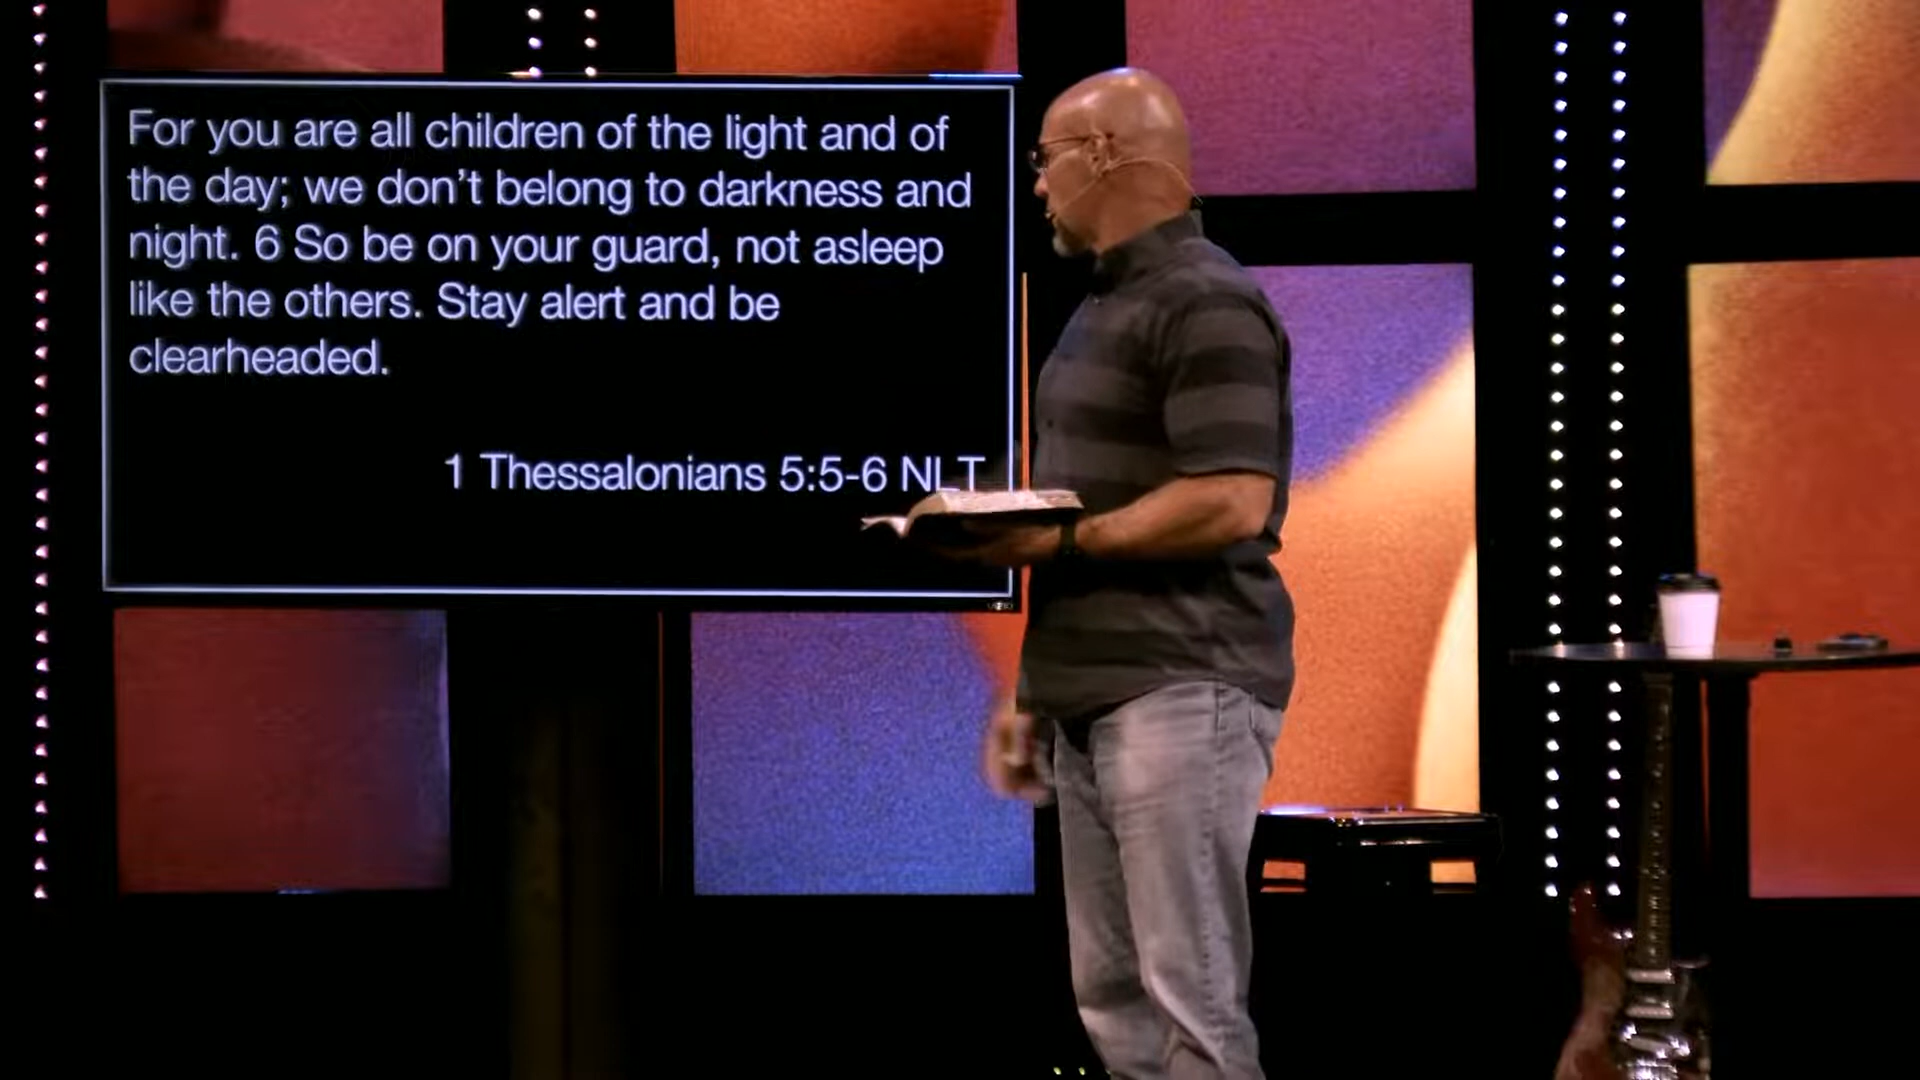 For you are all children of the light and of
the day; we don't belong to darkness and
night. 6 So be on your guard, not asleep
like the others. Stay alert and be
clearheaded.
1 Thessalonians 5:5-6 NLT